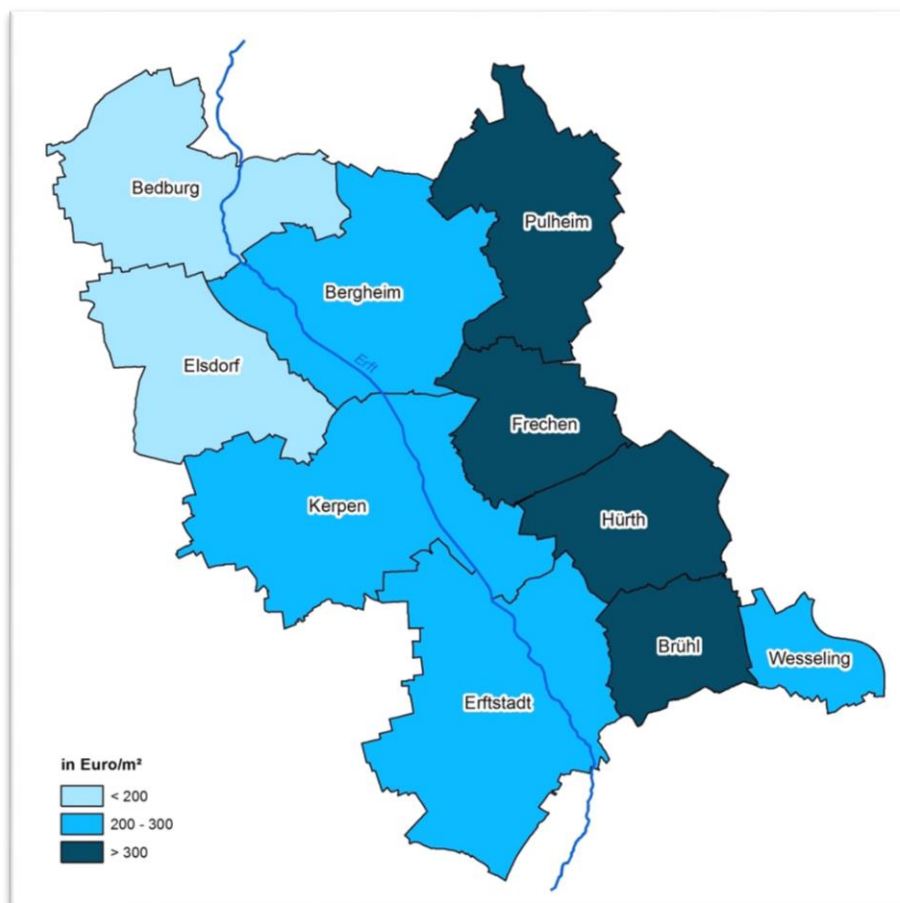 Bedburg
Pulheim
Bergheim
Elsdorf
Erft
Frechen
Kerpen
Hürth
Brühl
Wesseling
Erftstadt
in Euro/m²
< 200
200 - 300
> 300